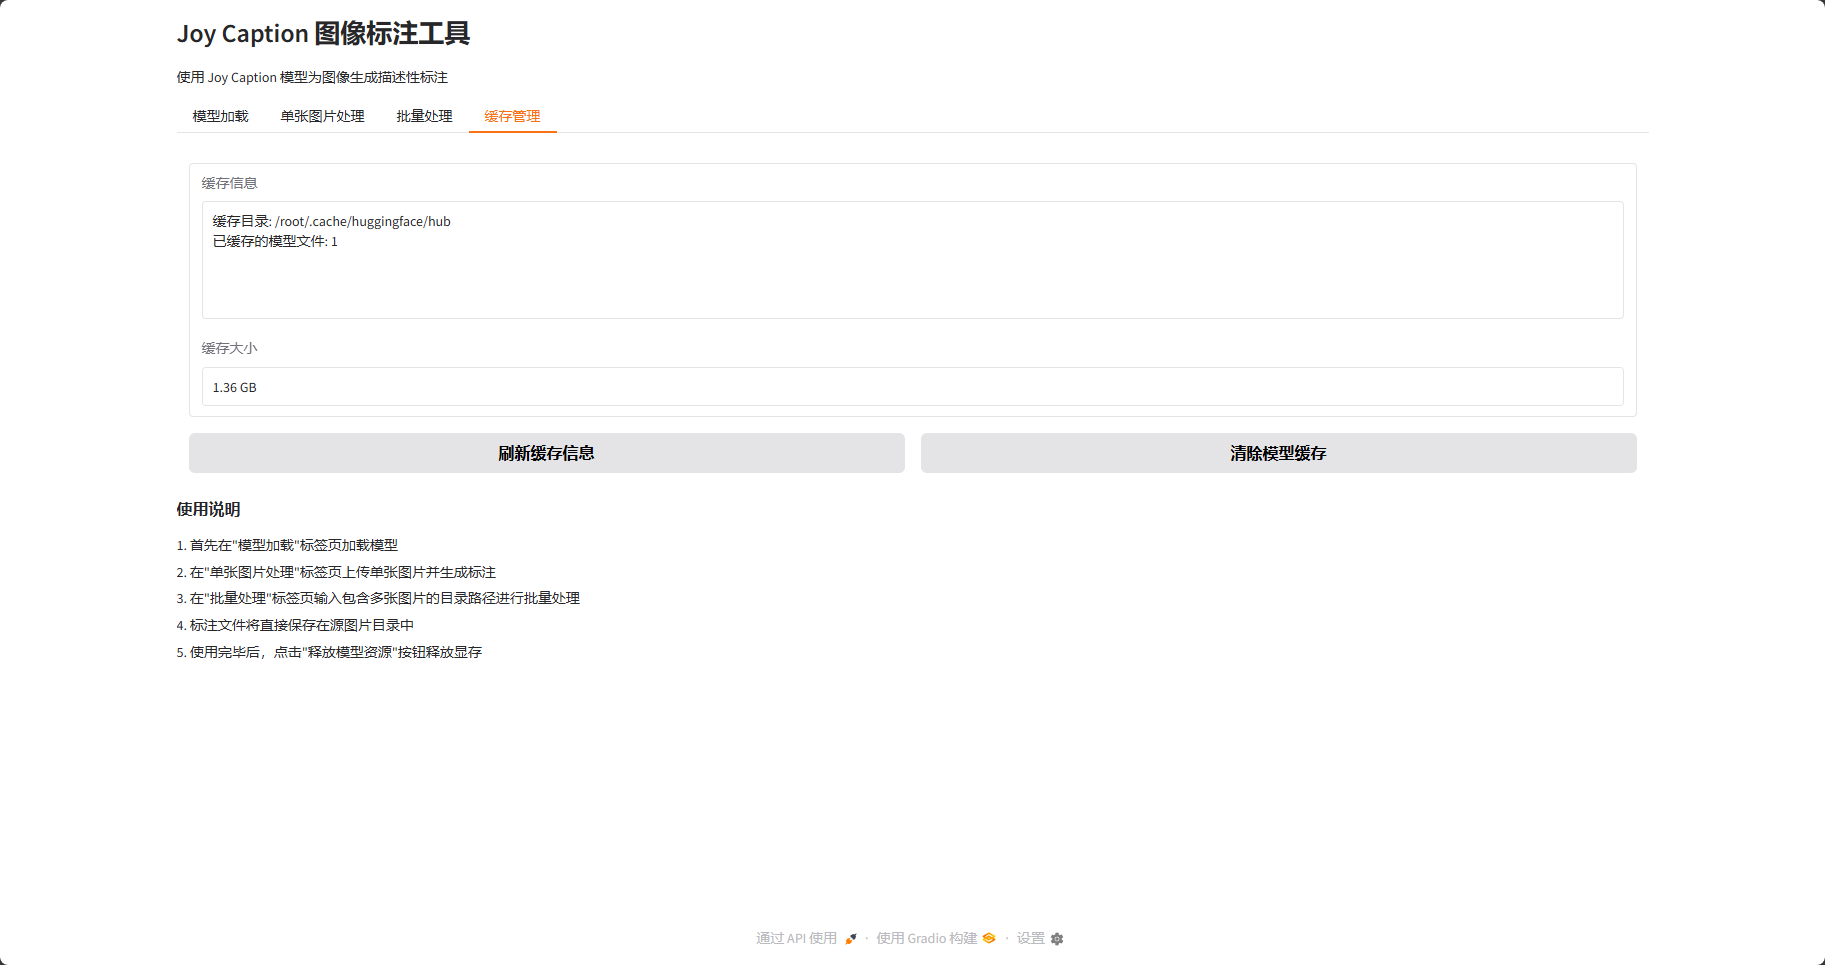 Joy Caption 图像标注工具
使用 Joy Caption 模型为图像生成描述性标注
模型加载 单张图片处理 批量处理 缓存管理
缓存信息
缓存目录: /root/.cache/huggingface/hub
已缓存的模型文件: 1
缓存大小
1.36 GB
刷新缓存信息 清除模型缓存
使用说明
1. 首先在"模型加载"标签页加载模型
2. 在"单张图片处理"标签页上传单张图片并生成标注
3. 在"批量处理"标签页输入包含多张图片的目录路径进行批量处理
4. 标注文件将直接保存在源图片目录中
5. 使用完毕后，点击"释放模型资源"按钮释放显存
通过 API 使用 · 使用 Gradio 构建 · 设置